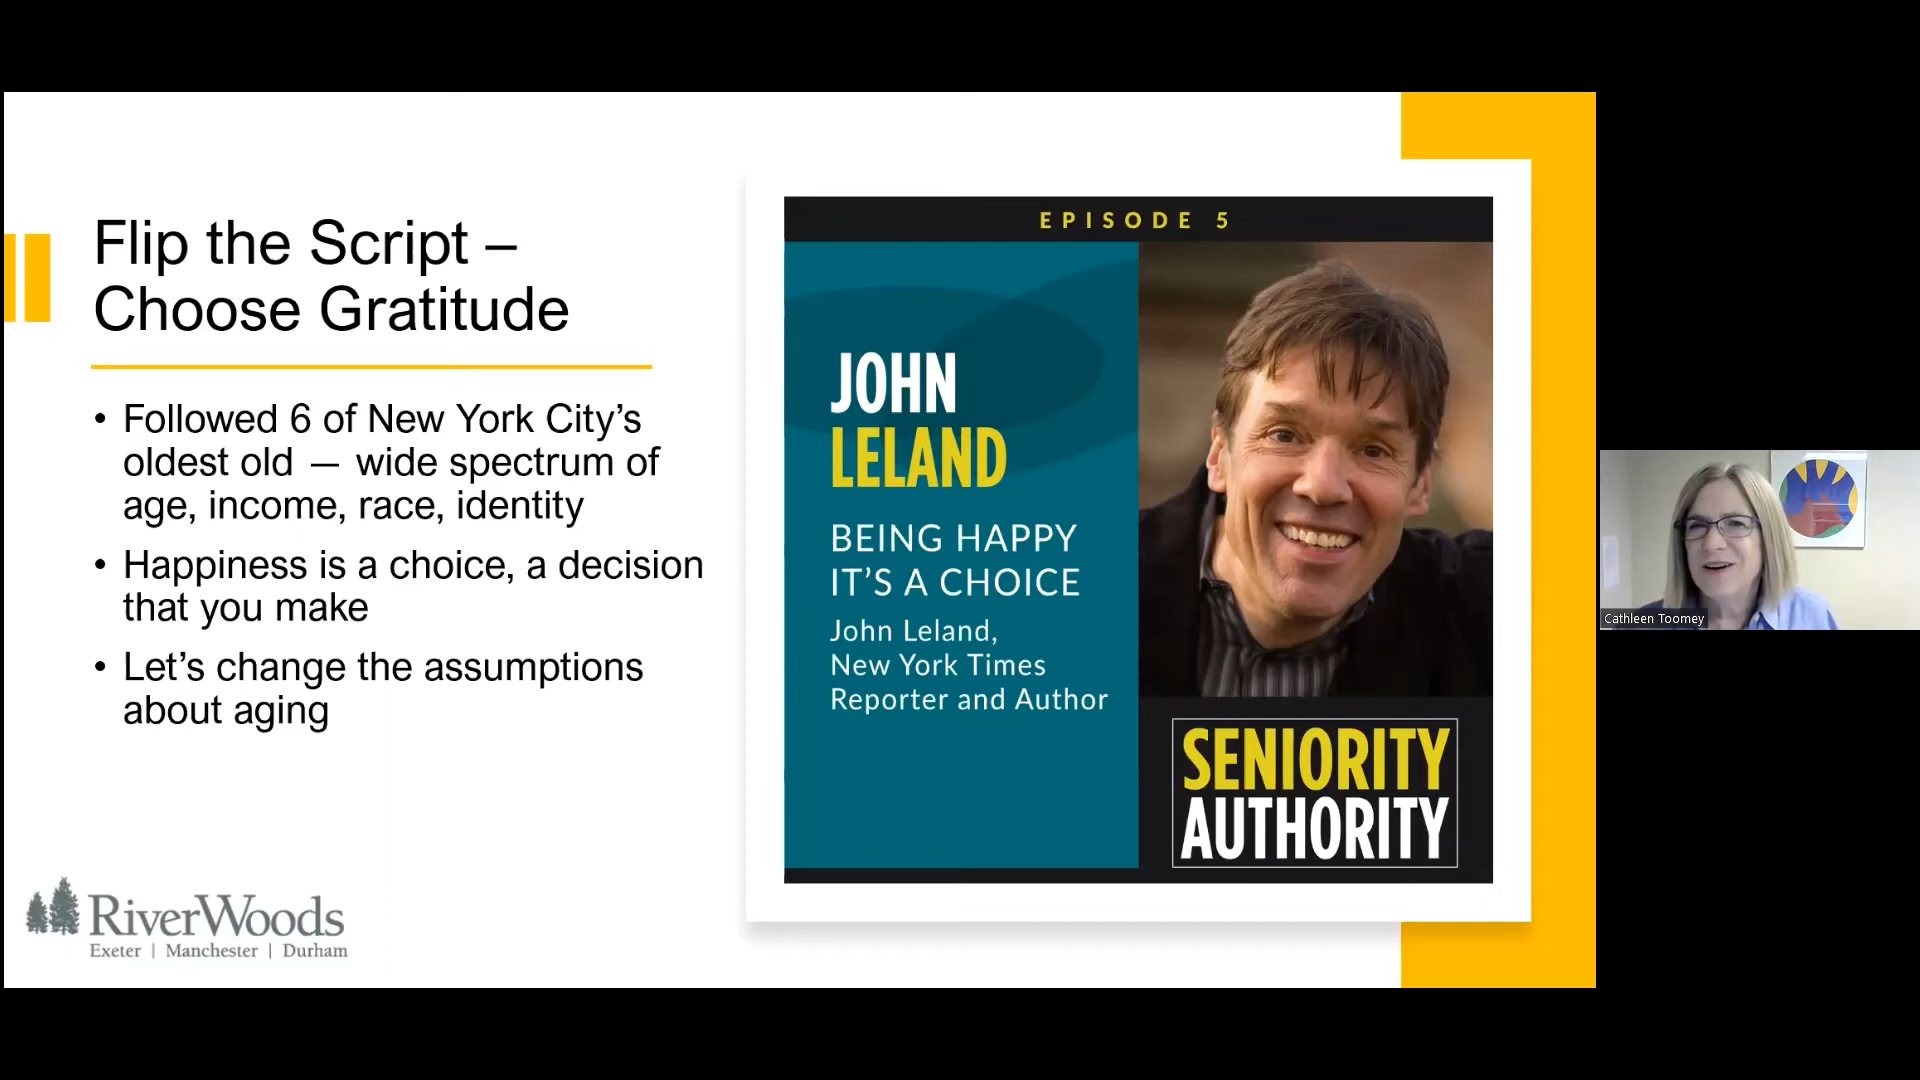 Flip the Script –
Choose Gratitude
• Followed 6 of New York City’s
oldest old — wide spectrum of
age, income, race, identity
• Happiness is a choice, a decision
that you make
• Let’s change the assumptions
about aging
RiverWoods
Exeter | Manchester | Durham
EPISODE 5
JOHN
LELAND
BEING HAPPY
IT’S A CHOICE
John Leland,
New York Times
Reporter and Author
SENIORITY
AUTHORITY
Cathleen Toomey